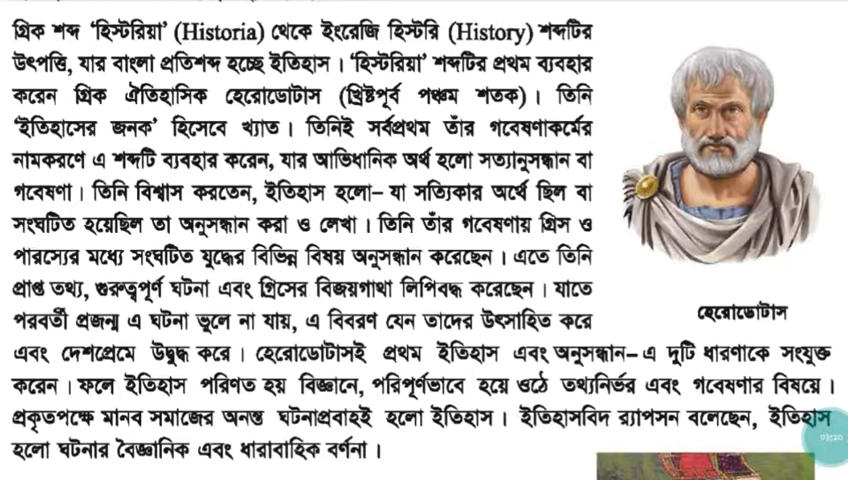 গ্রিক শব্দ ‘হিস্টরিয়া’ (Historia) থেকে ইংরেজি হিস্টরি (History) শব্দটির
উৎপত্তি, যার বাংলা প্রতিশব্দ হচ্ছে ইতিহাস। ‘হিস্টরিয়া’ শব্দটির প্রথম ব্যবহার
করেন গ্রিক ঐতিহাসিক হেরোডোটাস (খ্রিষ্টপূর্ব পঞ্চম শতক)। তিনি
‘ইতিহাসের জনক’ হিসেবে খ্যাত। তিনিই সর্বপ্রথম তাঁর গবেষণাকর্মের
নামকরণে এ শব্দটি ব্যবহার করেন, যার আভিধানিক অর্থ হলো সত্যানুসন্ধান বা
গবেষণা। তিনি বিশ্বাস করতেন, ইতিহাস হলো– যা সত্যিকার অর্থে ছিল বা
সংঘটিত হয়েছিল তা অনুসন্ধান করা ও লেখা। তিনি তাঁর গবেষণায় গ্রিস ও
পারস্যের মধ্যে সংঘটিত যুদ্ধের বিভিন্ন বিষয় অনুসন্ধান করেছেন। এতে তিনি
প্রাপ্ত তথ্য, গুরুত্বপূর্ণ ঘটনা এবং গ্রিসের বিজয়গাথা লিপিবদ্ধ করেছেন। যাতে
পরবর্তী প্রজন্ম এ ঘটনা ভুলে না যায়, এ বিবরণ যেন তাদের উৎসাহিত করে
হেরোডোটাস
এবং দেশপ্রেমে উদ্বুদ্ধ করে। হেরোডোটাসই প্রথম ইতিহাস এবং অনুসন্ধান– এ দুটি ধারণাকে সংযুক্ত
করেন। ফলে ইতিহাস পরিণত হয় বিজ্ঞানে, পরিপূর্ণভাবে হয়ে ওঠে তথ্যনির্ভর এবং গবেষণার বিষয়ে।
প্রকৃতপক্ষে মানব সমাজের অনন্ত ঘটনাপ্রবাহই হলো ইতিহাস। ইতিহাসবিদ র‍্যাপসন বলেছেন, ইতিহাস
হলো ঘটনার বৈজ্ঞানিক এবং ধারাবাহিক বর্ণনা।
03:20